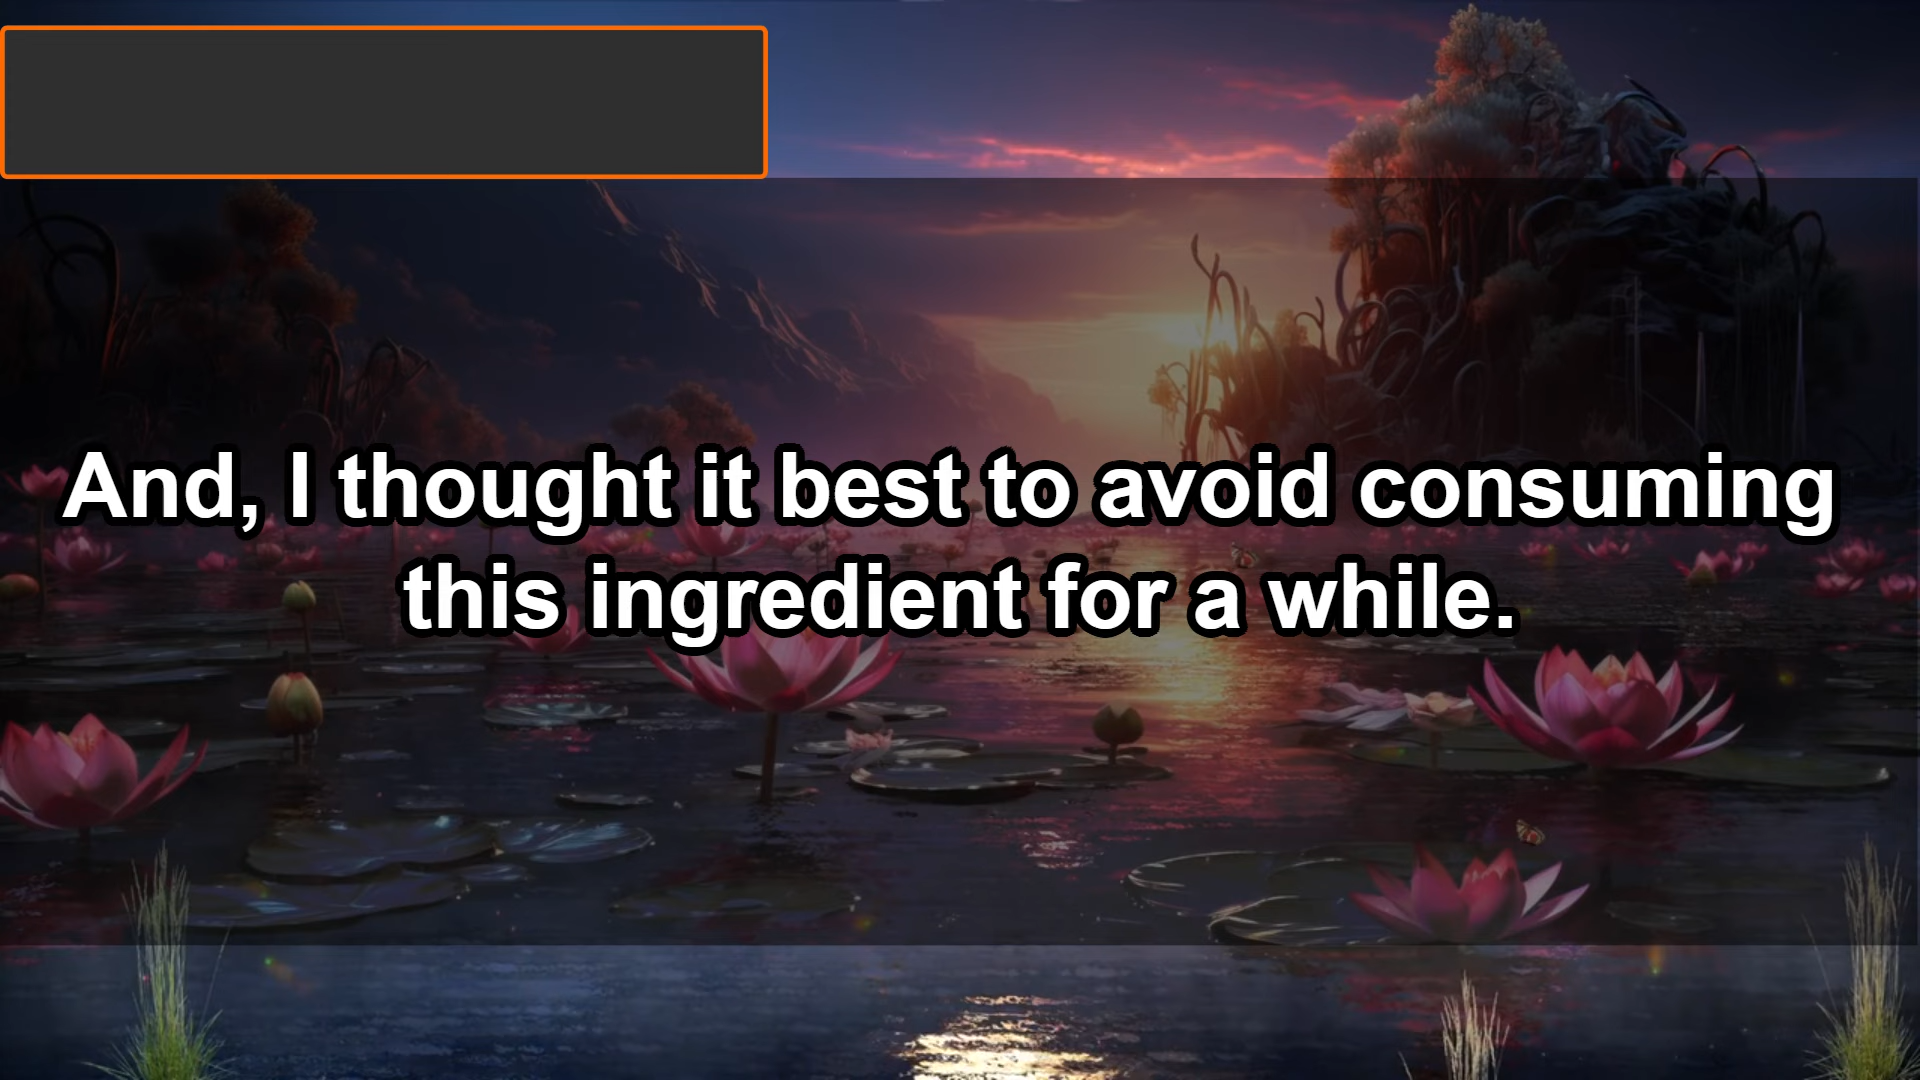 And, I thought it best to avoid consuming
this ingredient for a while.